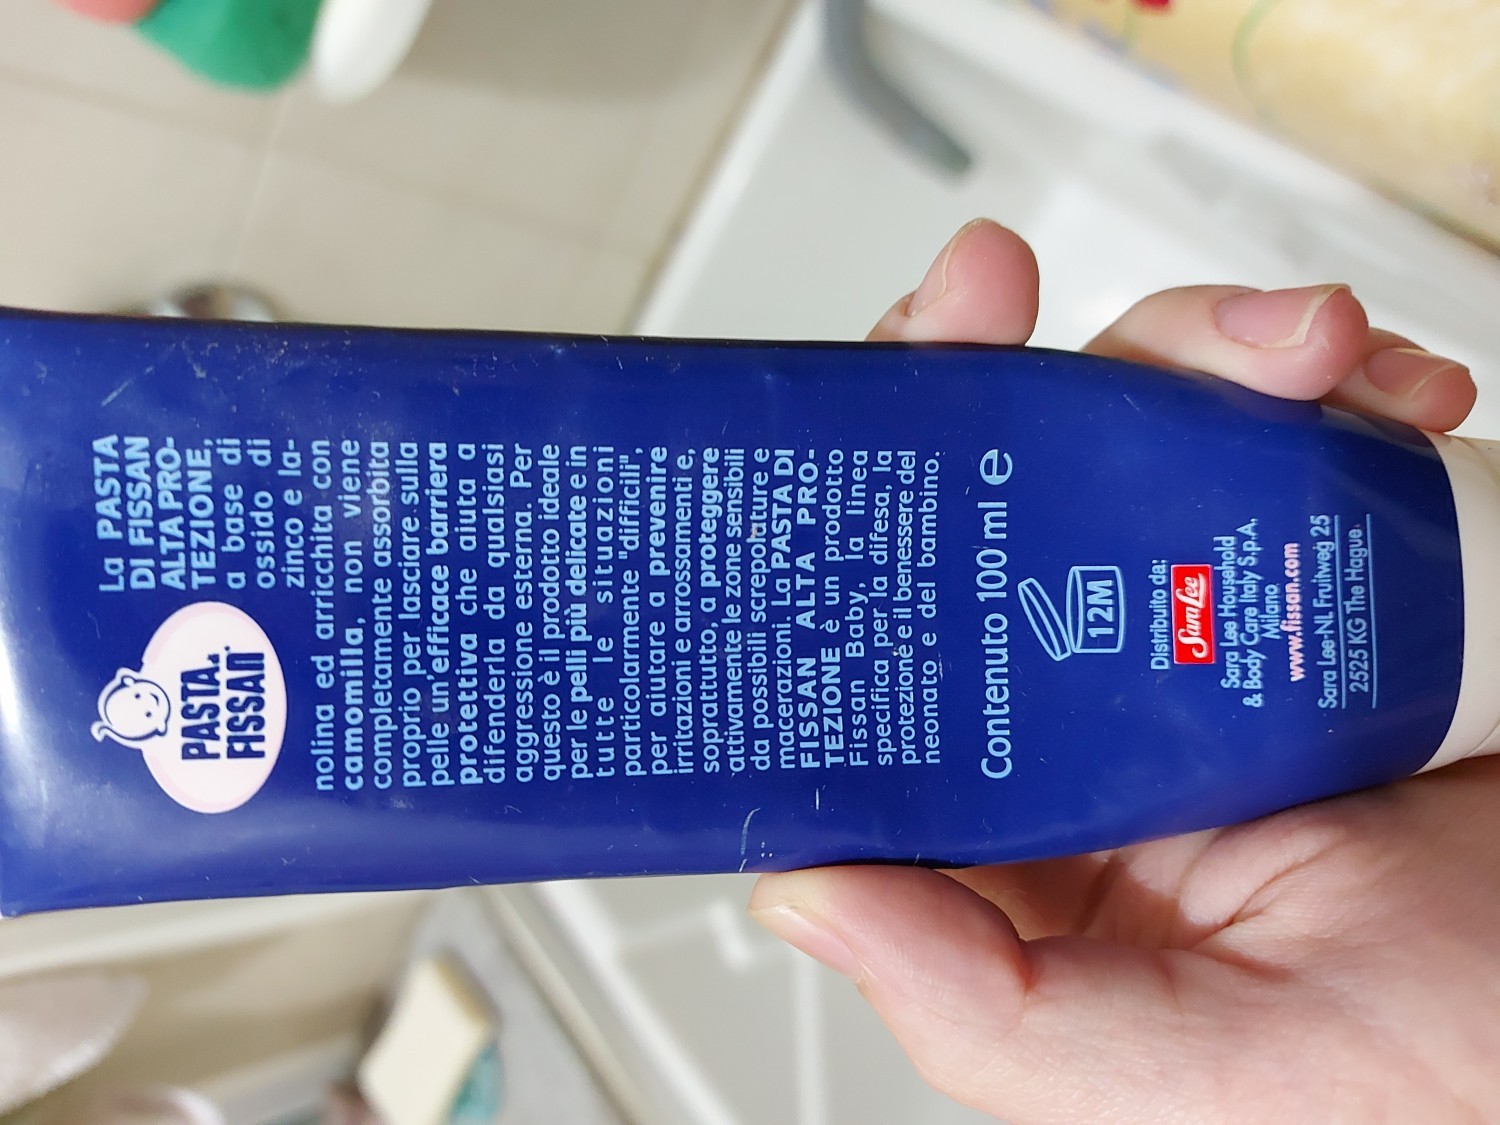 La PASTA
DI FISSAN
ALTA PRO-
TEZIONE,
a base di
ossido di
zinco e la-
PASTA di
FISSAN
nolina ed arricchita con
camomilla, non viene
completamente assorbita
proprio per lasciare sulla
pelle un'efficace barriera
protettiva che aiuta a
difenderla da qualsiasi
aggressione esterna. Per
questo è il prodotto ideale
per le pelli più delicate e in
tutte le situazioni
particolarmente "difficili",
per aiutare a prevenire
irritazioni e arrossamenti e,
soprattutto, a proteggere
attivamente le zone sensibili
da possibili screpolature e
macerazioni. La PASTA DI
FISSAN ALTA PRO-
TEZIONE è un prodotto
Fissan Baby, la linea
specifica per la difesa, la
protezione e il benessere del
neonato e del bambino.
Contenuto 100 ml e
12M
Distribuito da:
Sara Lee
Sara Lee Household
& Body Care Italy S.p.A.
Milano
www.fissan.com
Sara Lee-NL Fruitweg 25
2525 KG The Hague